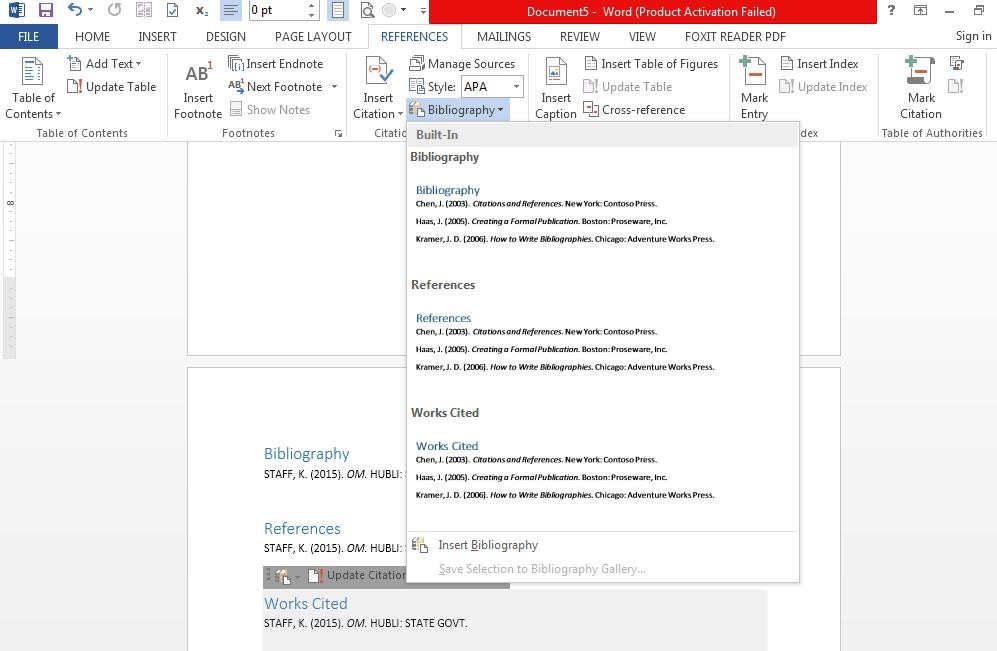 0 pt
Document5 - Word (Product Activation Failed)
?
FILE HOME INSERT DESIGN PAGE LAYOUT REFERENCES MAILINGS REVIEW VIEW FOXIT READER PDF Sign in
Table of Contents
Add Text
Update Table
Table of Contents
AB1
Insert Footnote
Insert Endnote
AB1 Next Footnote
Show Notes
Footnotes
Insert Citation
Manage Sources
Style: APA
Bibliography
Citatio
Insert Caption
Insert Table of Figures
Update Table
Cross-reference
Mark Entry
Insert Index
Update Index
dex
Mark Citation
Table of Authorities
Built-In
Bibliography
Bibliography
Chen, J. (2003). Citations and References. New York: Contoso Press.
Haas, J. (2005). Creating a Formal Publication. Boston: Proseware, Inc.
Kramer, J. D. (2006). How to Write Bibliographies. Chicago: Adventure Works Press.
References
References
Chen, J. (2003). Citations and References. New York: Contoso Press.
Haas, J. (2005). Creating a Formal Publication. Boston: Proseware, Inc.
Kramer, J. D. (2006). How to Write Bibliographies. Chicago: Adventure Works Press.
Works Cited
Works Cited
Chen, J. (2003). Citations and References. New York: Contoso Press.
Haas, J. (2005). Creating a Formal Publication. Boston: Proseware, Inc.
Kramer, J. D. (2006). How to Write Bibliographies. Chicago: Adventure Works Press.
Insert Bibliography
Save Selection to Bibliography Gallery...
8
Bibliography
STAFF, K. (2015). OM. HUBLI:
References
STAFF, K. (2015). OM. HUBLI:
Update Citation
Works Cited
STAFF, K. (2015). OM. HUBLI: STATE GOVT.